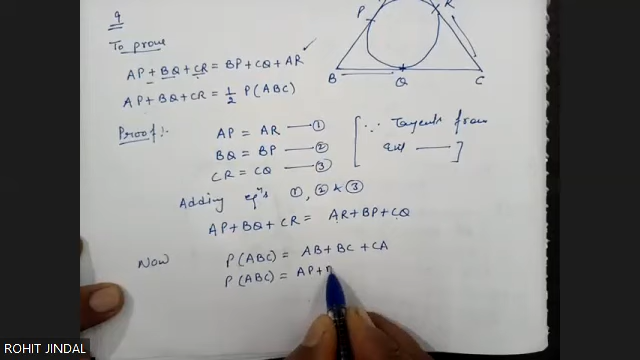 9
To prove
AP + BQ + CR = BP + CQ + AR ✓
AP + BQ + CR = 1/2 P(ABC)
P
R
B
Q
C
Proof:-
AP = AR —— ①
BQ = BP —— ②
CR = CQ —— ③
[∵ Tangents from
ext —— ]
Adding eqⁿs ①, ② & ③
AP + BQ + CR = AR + BP + CQ
Now P(ABC) = AB + BC + CA
P(ABC) = AP +
ROHIT JINDAL